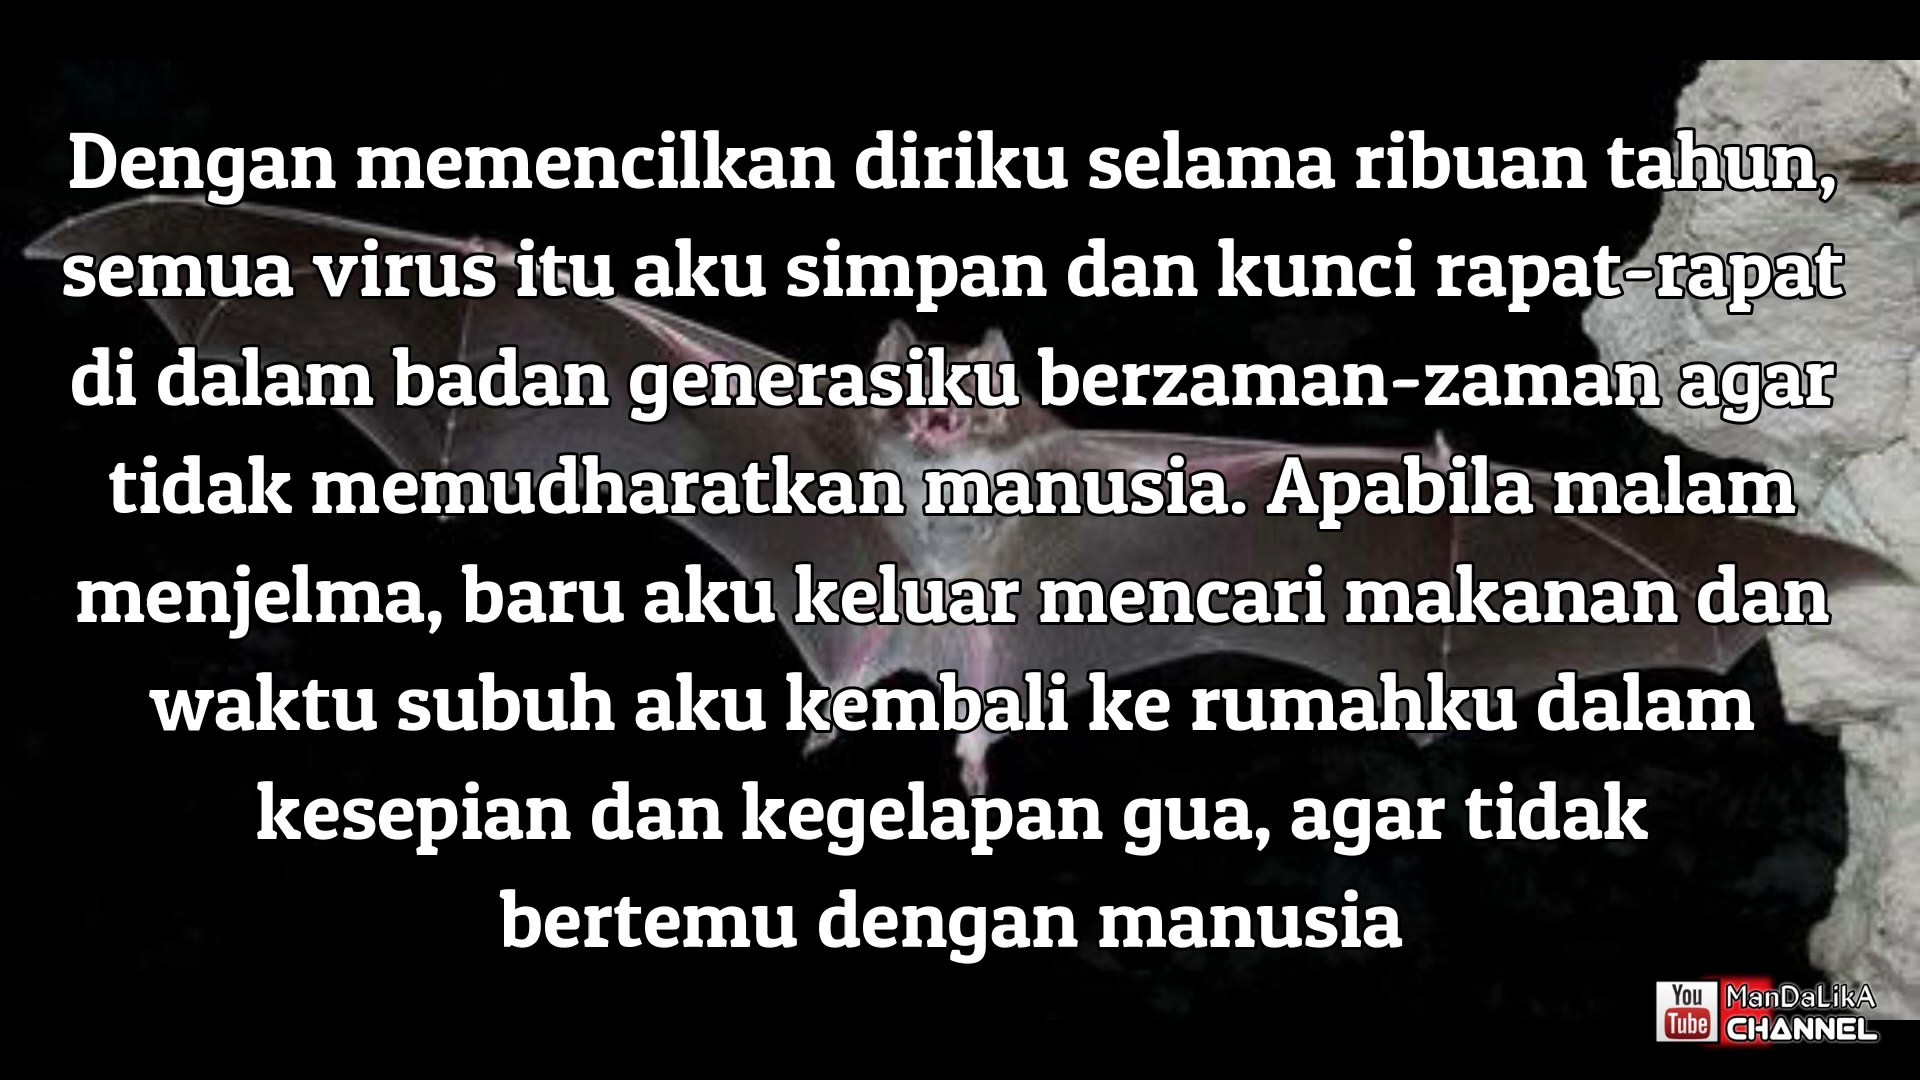 Dengan memencilkan diriku selama ribuan tahun,
semua virus itu aku simpan dan kunci rapat-rapat
di dalam badan generasiku berzaman-zaman agar
tidak memudharatkan manusia. Apabila malam
menjelma, baru aku keluar mencari makanan dan
waktu subuh aku kembali ke rumahku dalam
kesepian dan kegelapan gua, agar tidak
bertemu dengan manusia
You
Tube
ManDaLikA
CHANNEL